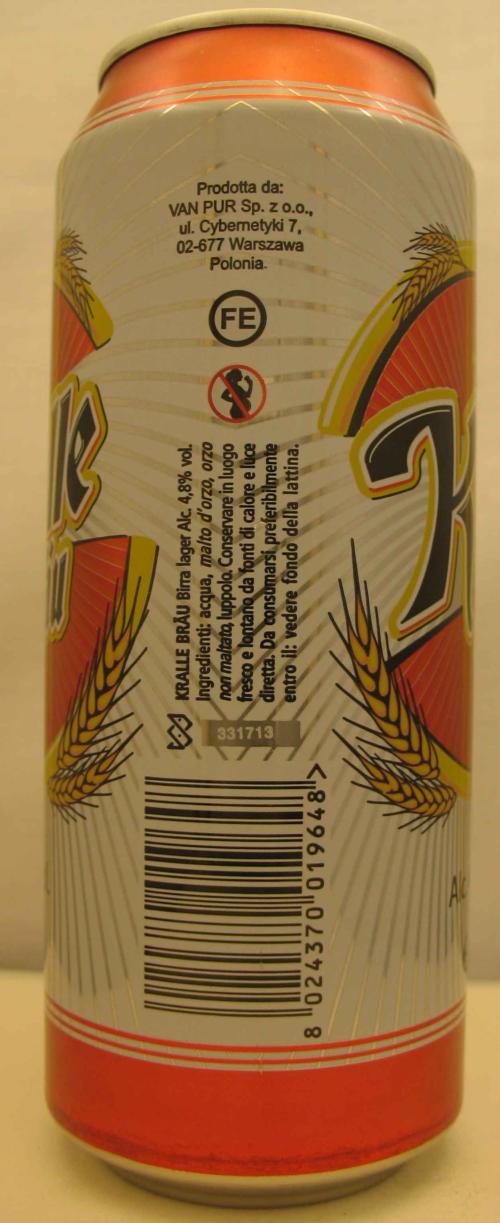 Prodotta da:
VAN PUR Sp. z o.o.,
ul. Cybernetyki 7,
02-677 Warszawa
Polonia.
FE
KRALLE BRÄU Birra lager Alc. 4,8% vol.
Ingredienti: acqua, malto d'orzo, orzo
non maltato, luppolo. Conservare in luogo
fresco e lontano da fonti di calore e luce
diretta. Da consumarsi preferibilmente
entro il: vedere fondo della lattina.
331713
8 024370 019648 >